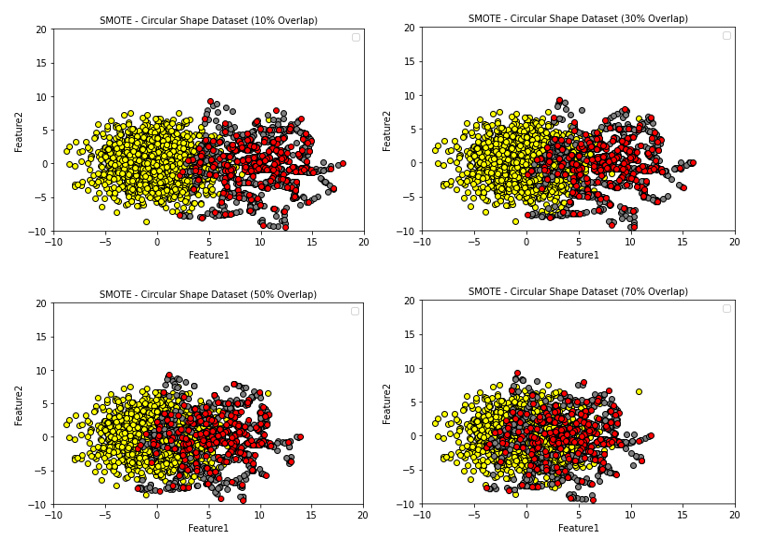 SMOTE - Circular Shape Dataset (10% Overlap)
20
15
10
5
0
−5
−10
Feature2
−10 −5 0 5 10 15 20
Feature1
SMOTE - Circular Shape Dataset (30% Overlap)
20
15
10
5
0
−5
−10
Feature2
−10 −5 0 5 10 15 20
Feature1
SMOTE - Circular Shape Dataset (50% Overlap)
20
15
10
5
0
−5
−10
Feature2
−10 −5 0 5 10 15 20
Feature1
SMOTE - Circular Shape Dataset (70% Overlap)
20
15
10
5
0
−5
−10
Feature2
−10 −5 0 5 10 15 20
Feature1